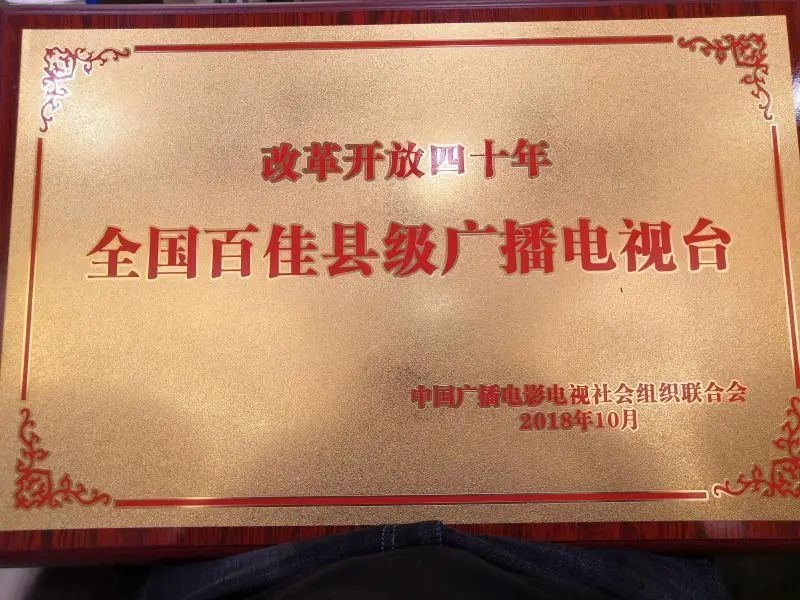 改革开放四十年
全国百佳县级广播电视台
中国广播电影电视社会组织联合会
2018年10月